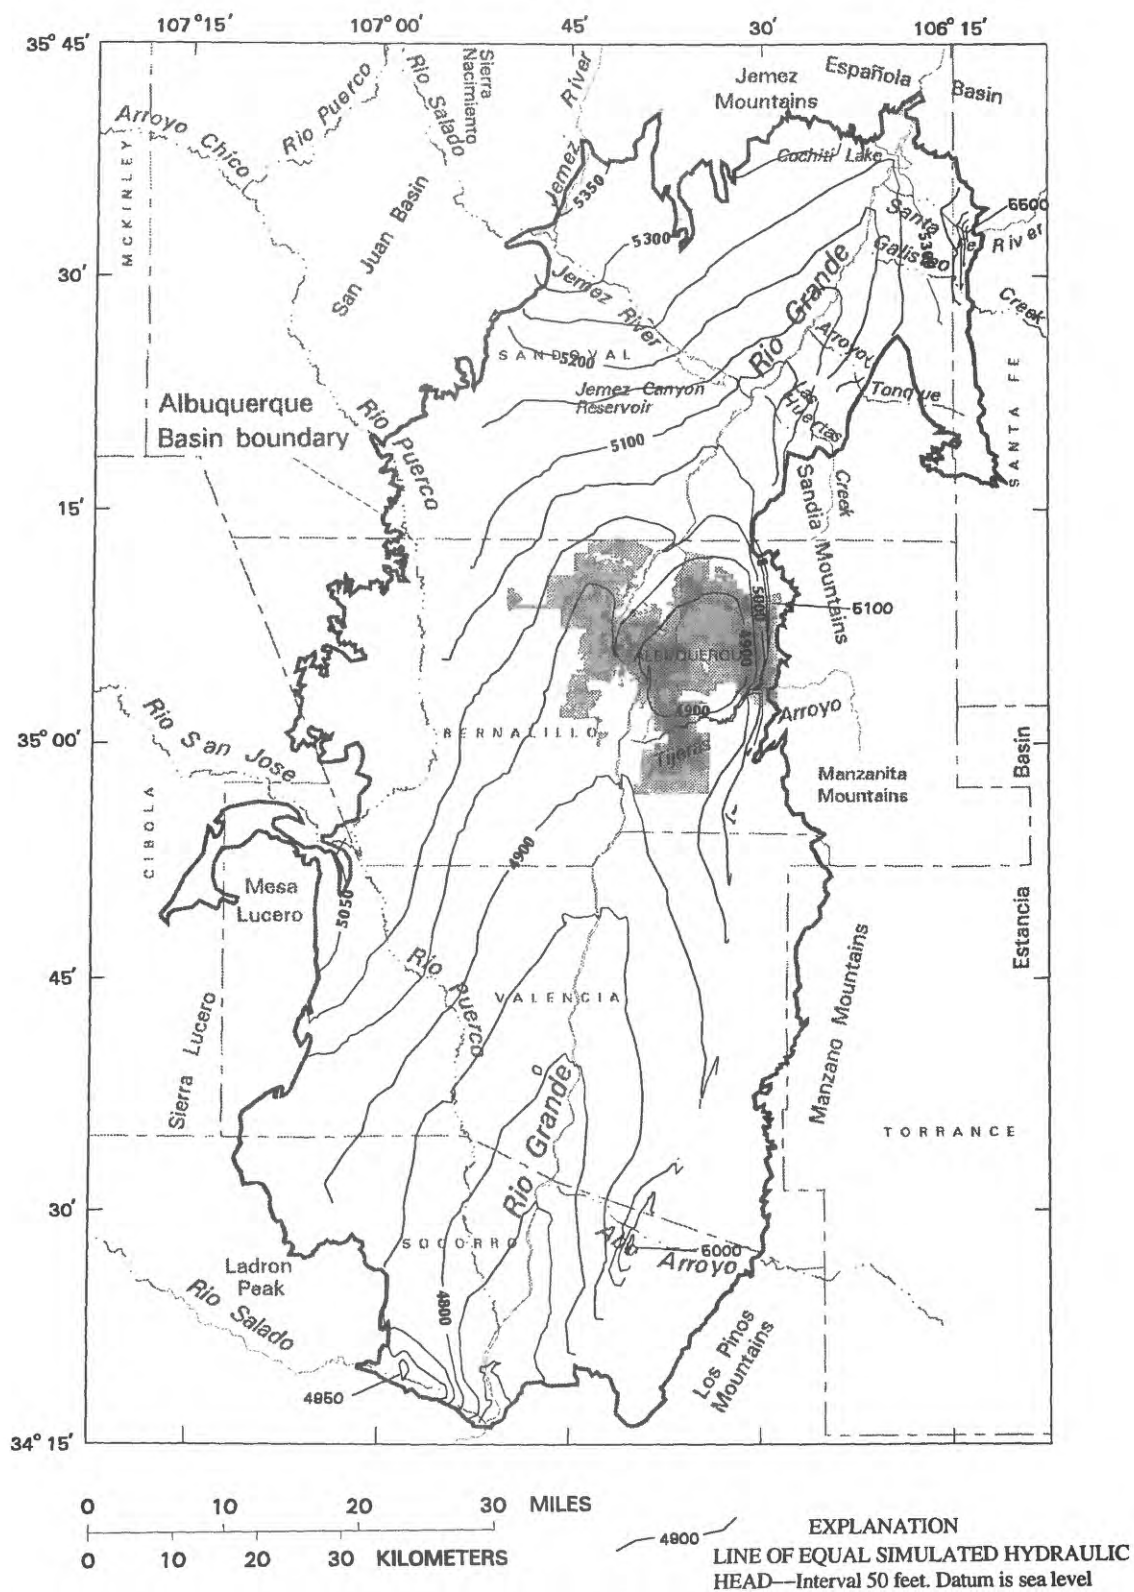 107°15'
107°00'
45'
30'
106°15'
35° 45'
30'
15'
35° 00'
45'
30'
34° 15'
Española
Basin
Jemez
Mountains
Sierra
Nacimiento
River
Jemez
Rio
Salado
Rio Puerco
Arroyo Chico
MCKINLEY
San Juan Basin
Cochiti Lake
5350
5300
Santa
Fe
River
5500
Galisteo
Creek
Jemez River
Rio Grande
SANDOVAL
5200
Arroyo
Tonque
Jemez Canyon
Reservoir
Las
Huertas
Creek
SANTA FE
Albuquerque
Basin boundary
Rio Puerco
5100
Sandia Mountains
5000
5100
ALBUQUERQUE
4900
4900
Arroyo
Tijeras
BERNALILLO
Rio San Jose
Manzanita
Mountains
Basin
Estancia
CIBOLA
Mesa
Lucero
5050
4900
Rio Puerco
VALENCIA
Sierra Lucero
Manzano Mountains
TORRANCE
Rio Grande
SOCORRO
Abo
Arroyo
5000
Ladron
Peak
Rio Salado
4800
4850
Los Pinos
Mountains
0 10 20 30 MILES
0 10 20 30 KILOMETERS
EXPLANATION
4800
LINE OF EQUAL SIMULATED HYDRAULIC
HEAD--Interval 50 feet. Datum is sea level